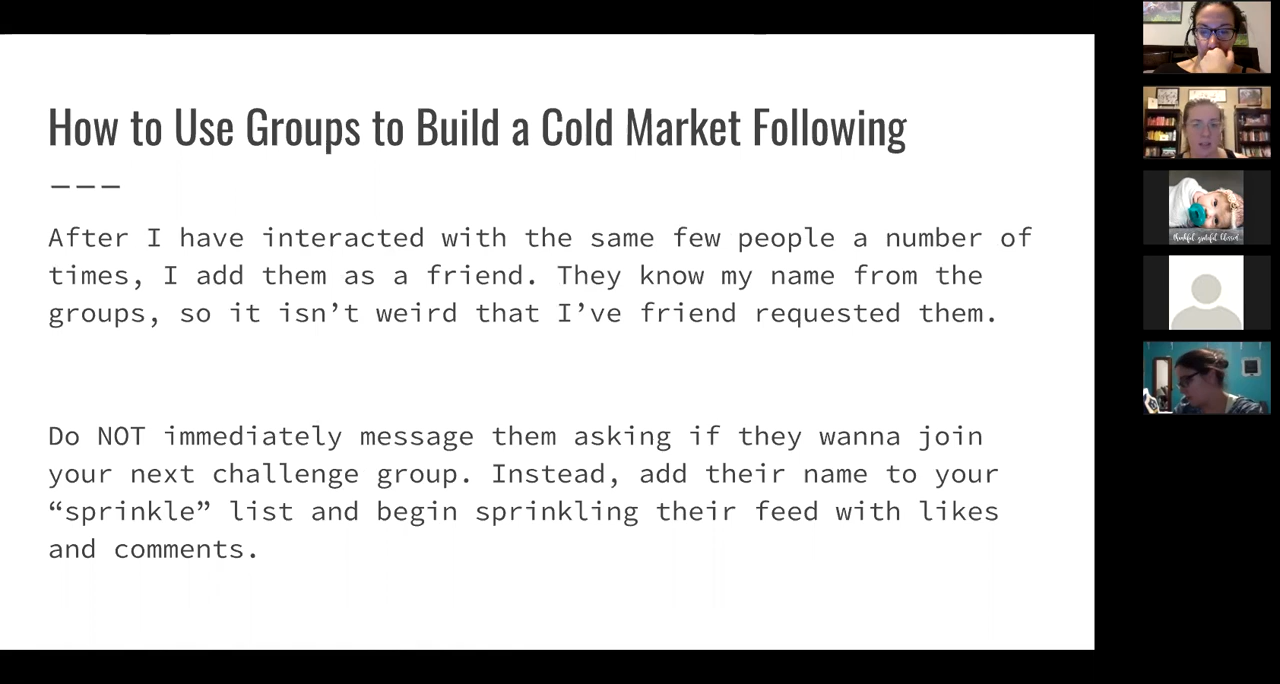 How to Use Groups to Build a Cold Market Following
After I have interacted with the same few people a number of
times, I add them as a friend. They know my name from the
groups, so it isn’t weird that I’ve friend requested them.
Do NOT immediately message them asking if they wanna join
your next challenge group. Instead, add their name to your
“sprinkle” list and begin sprinkling their feed with likes
and comments.
thankful grateful blessed